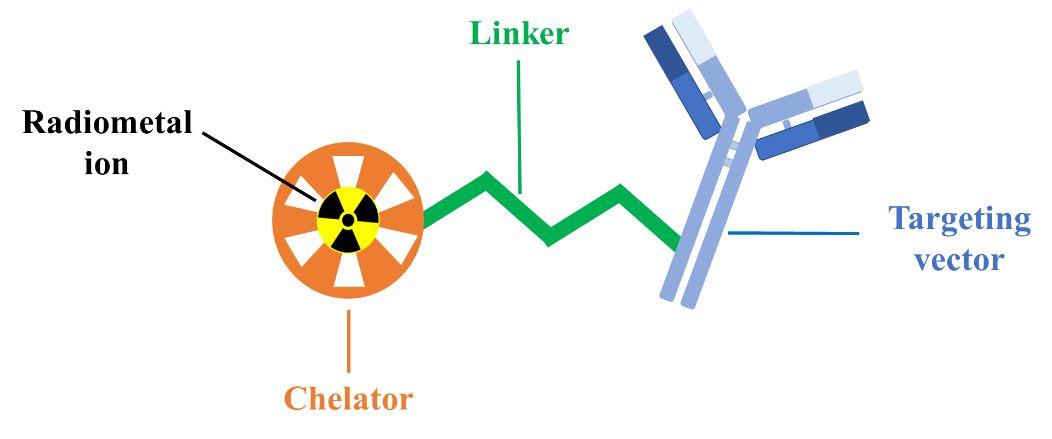 Linker
Radiometal
ion
Targeting
vector
Chelator